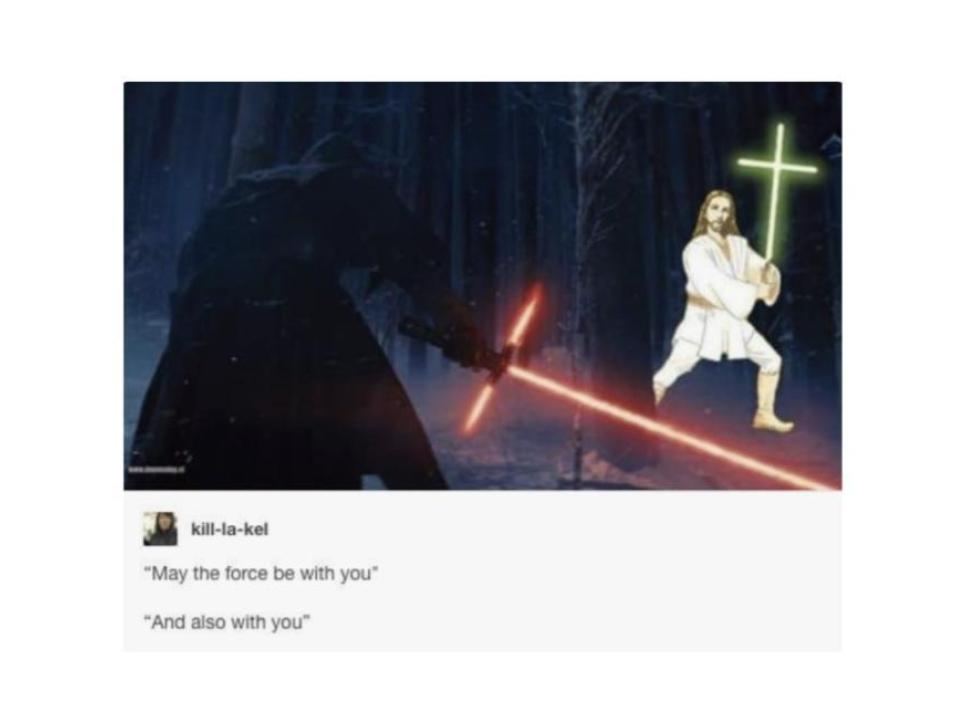 kill-la-kel
“May the force be with you”
“And also with you”